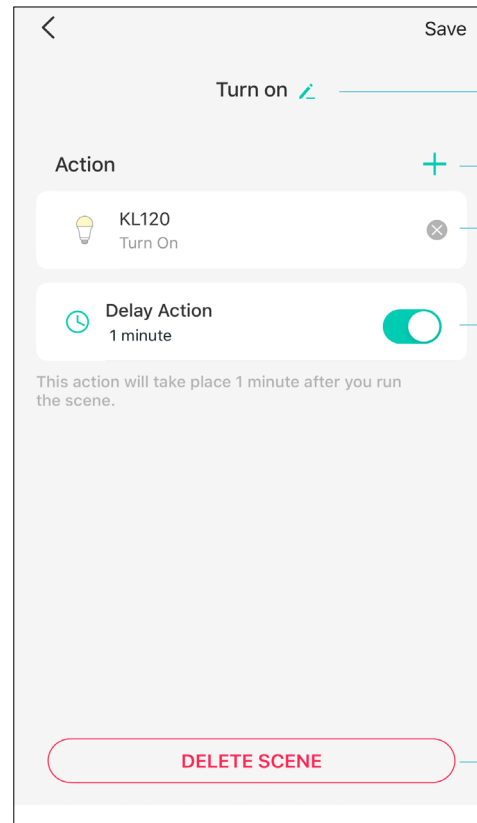 Save
Turn on
Action
KL120
Turn On
Delay Action
1 minute
This action will take place 1 minute after you run
the scene.
DELETE SCENE